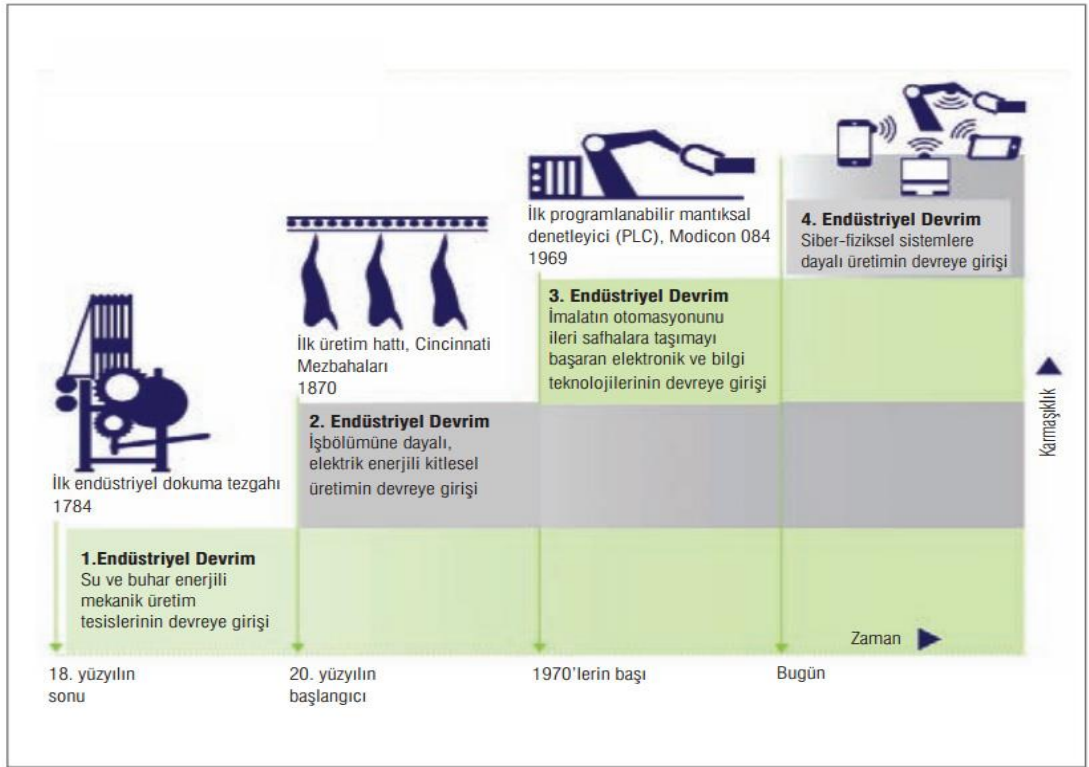 İlk endüstriyel dokuma tezgahı
1784
1.Endüstriyel Devrim
Su ve buhar enerjili
mekanik üretim
tesislerinin devreye girişi
18. yüzyılın
sonu
İlk üretim hattı, Cincinnati
Mezbahaları
1870
2. Endüstriyel Devrim
İşbölümüne dayalı,
elektrik enerjili kitlesel
üretimin devreye girişi
20. yüzyılın
başlangıcı
İlk programlanabilir mantıksal
denetleyici (PLC), Modicon 084
1969
3. Endüstriyel Devrim
İmalatın otomasyonunu
ileri safhalara taşımayı
başaran elektronik ve bilgi
teknolojilerinin devreye girişi
1970'lerin başı
4. Endüstriyel Devrim
Siber-fiziksel sistemlere
dayalı üretimin devreye girişi
Bugün
Zaman
Karmaşıklık